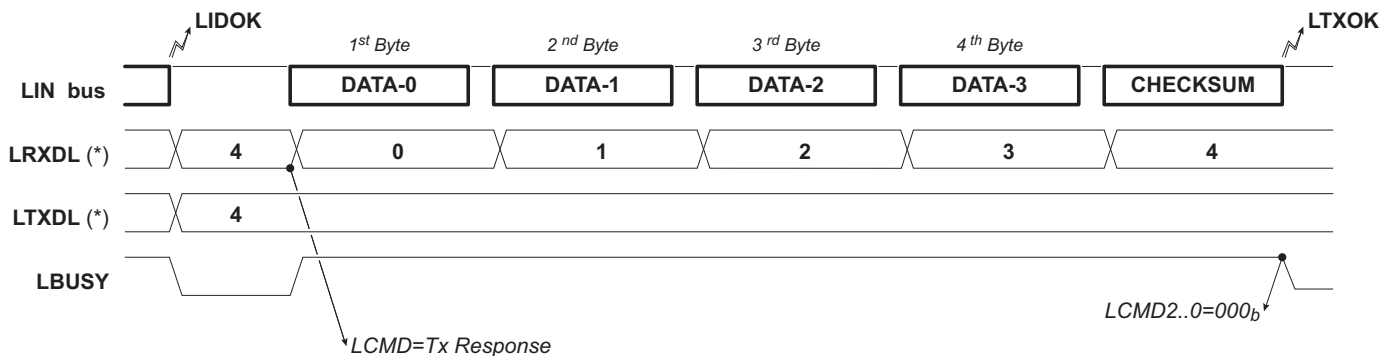 LIDOK LTXOK
1st Byte 2 nd Byte 3 rd Byte 4 th Byte
LIN bus DATA-0 DATA-1 DATA-2 DATA-3 CHECKSUM
LRXDL (*) 4 0 1 2 3 4
LTXDL (*) 4
LBUSY
LCMD2..0=000b
LCMD=Tx Response